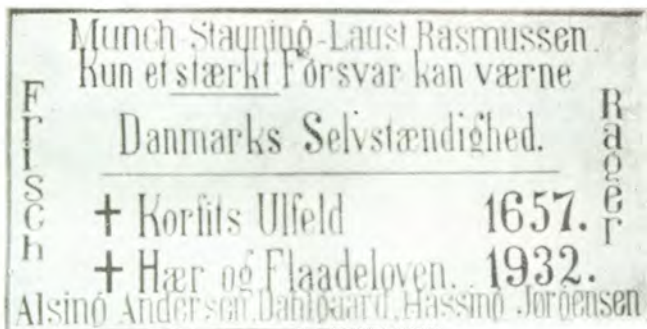 Munch-Stauning-Laust Rasmussen.
Kun et stærkt Forsvar kan værne
Danmarks Selvstændighed.
✝ Korfits Ulfeld 1657.
✝ Hær og Flaadeloven. 1932.
Frisch
Rager
Alsing Andersen, Dahlgaard, Hassing Jørgensen